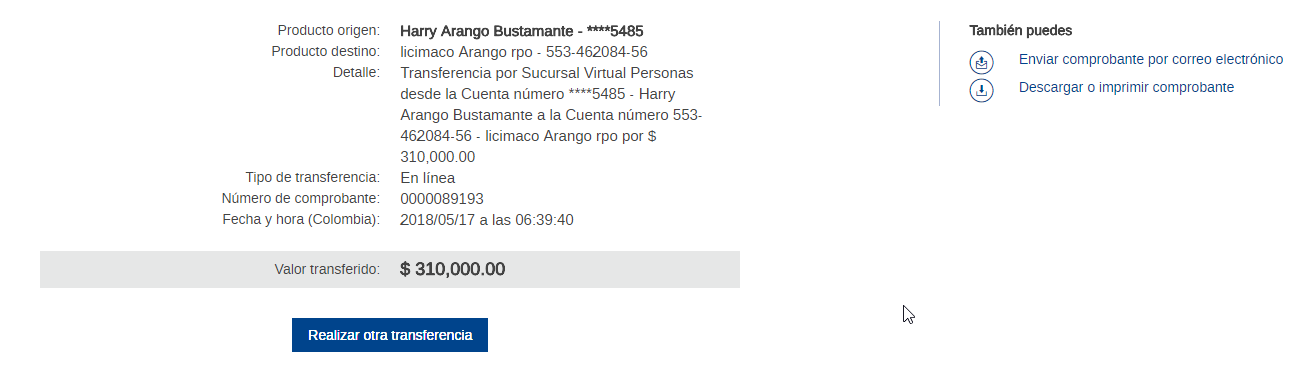 Producto origen: Harry Arango Bustamante - ****5485
Producto destino: licimaco Arango rpo - 553-462084-56
Detalle: Transferencia por Sucursal Virtual Personas
desde la Cuenta número ****5485 - Harry
Arango Bustamante a la Cuenta número 553-
462084-56 - licimaco Arango rpo por $
310,000.00
Tipo de transferencia: En línea
Número de comprobante: 0000089193
Fecha y hora (Colombia): 2018/05/17 a las 06:39:40
Valor transferido: $ 310,000.00
Realizar otra transferencia
También puedes
Enviar comprobante por correo electrónico
Descargar o imprimir comprobante